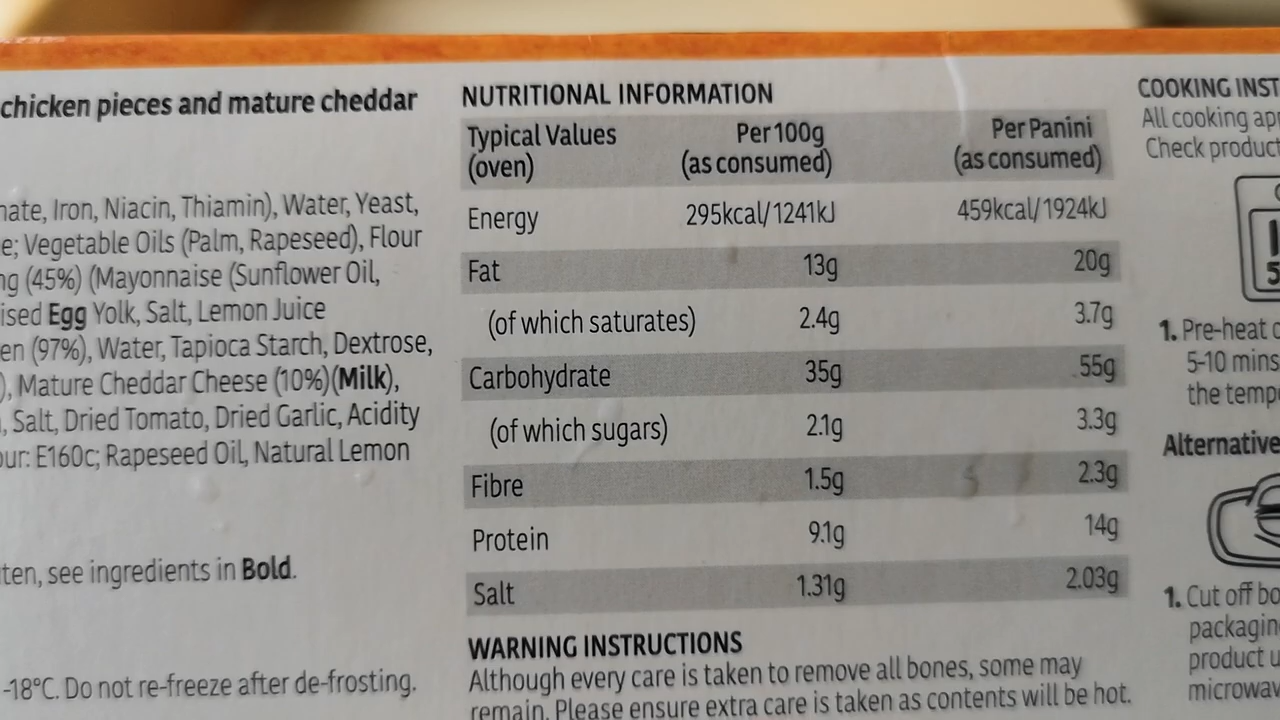 chicken pieces and mature cheddar
nate, Iron, Niacin, Thiamin), Water, Yeast,
e; Vegetable Oils (Palm, Rapeseed), Flour
ng (45%) (Mayonnaise (Sunflower Oil,
ised Egg Yolk, Salt, Lemon Juice
en (97%), Water, Tapioca Starch, Dextrose,
), Mature Cheddar Cheese (10%)(Milk),
, Salt, Dried Tomato, Dried Garlic, Acidity
our: E160c; Rapeseed Oil, Natural Lemon
ten, see ingredients in Bold.
-18°C. Do not re-freeze after de-frosting.
NUTRITIONAL INFORMATION
Typical Values (oven) Per 100g (as consumed) Per Panini (as consumed)
Energy 295kcal/1241kJ 459kcal/1924kJ
Fat 13g 20g
(of which saturates) 2.4g 3.7g
Carbohydrate 35g 55g
(of which sugars) 2.1g 3.3g
Fibre 1.5g 2.3g
Protein 9.1g 14g
Salt 1.31g 2.03g
WARNING INSTRUCTIONS
Although every care is taken to remove all bones, some may
remain. Please ensure extra care is taken as contents will be hot.
COOKING INST
All cooking ap
Check product
1. Pre-heat
5-10 mins
the temp
Alternative
1. Cut off bo
packagin
product u
microwav